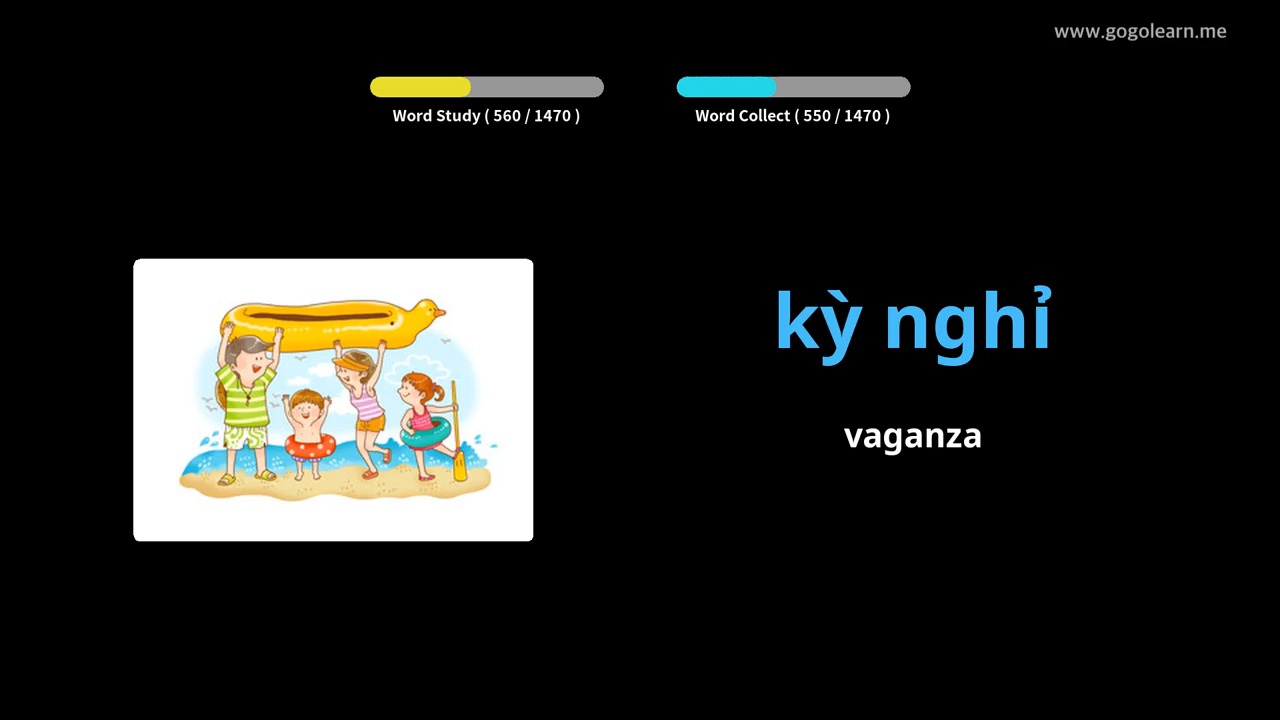 www.gogolearn.me
Word Study ( 560 / 1470 )
Word Collect ( 550 / 1470 )
kỳ nghỉ
vaganza